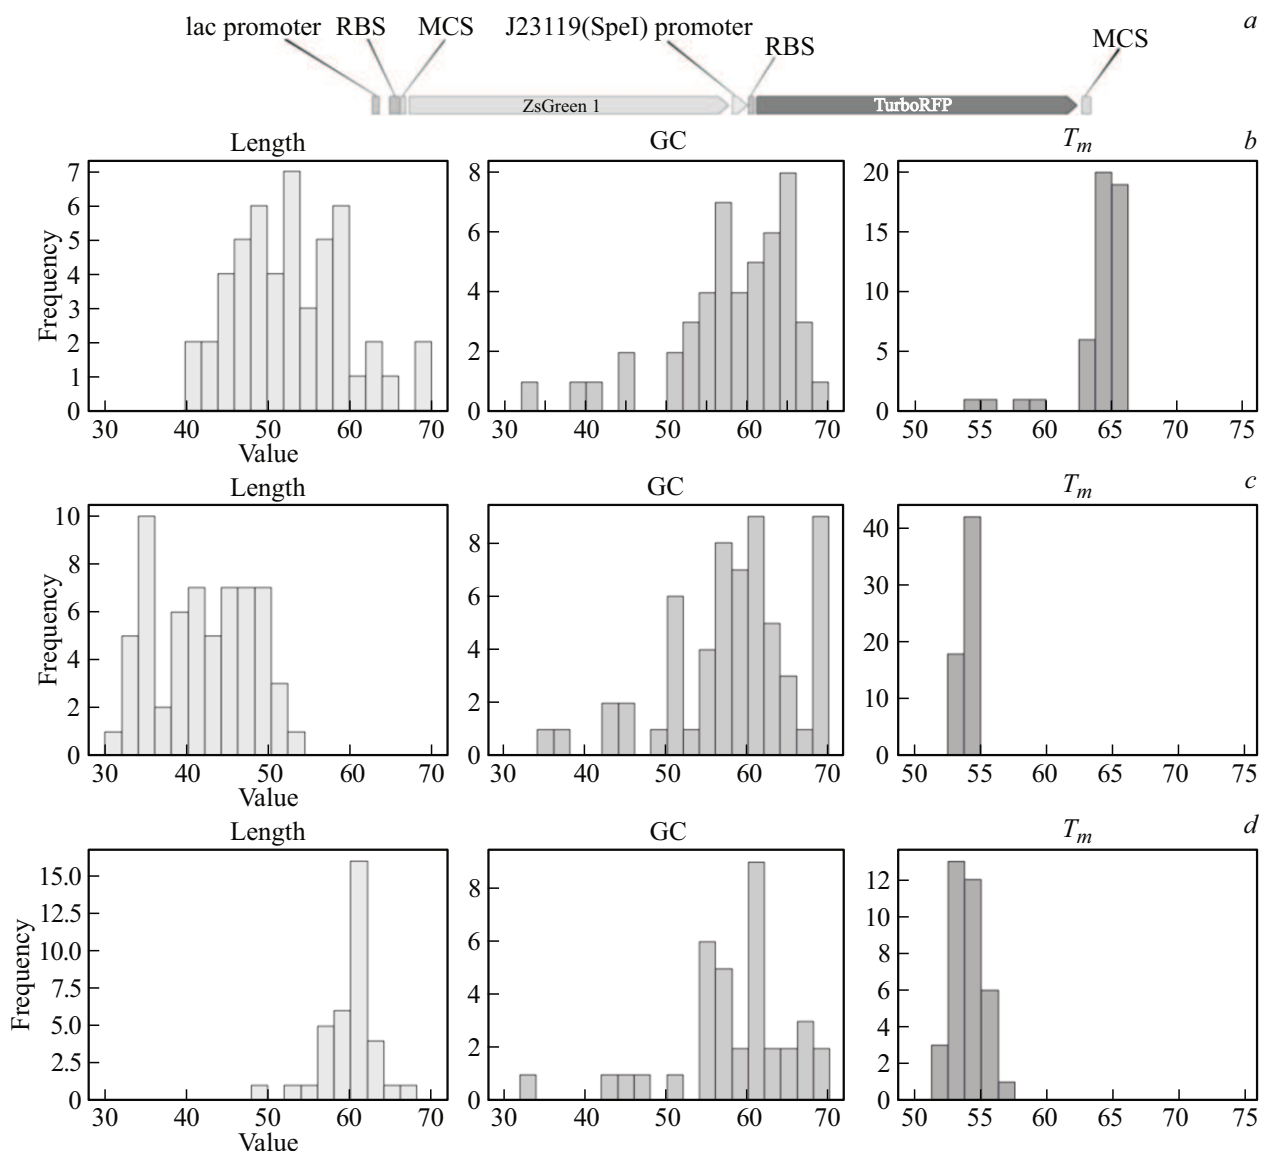 lac promoter RBS MCS J23119(SpeI) promoter RBS MCS a
ZsGreen 1 TurboRFP
Length GC Tm b
Frequency
7
6
5
4
3
2
1
0
30 40 50 60 70
Value
8
6
4
2
0
30 40 50 60 70
20
15
10
5
0
50 55 60 65 70 75
Length GC Tm c
Frequency
10
8
6
4
2
0
30 40 50 60 70
Value
8
6
4
2
0
30 40 50 60 70
40
30
20
10
0
50 55 60 65 70 75
Length GC Tm d
Frequency
15.0
12.5
10.0
7.5
5.0
2.5
0
30 40 50 60 70
Value
8
6
4
2
0
30 40 50 60 70
12
10
8
6
4
2
0
50 55 60 65 70 75